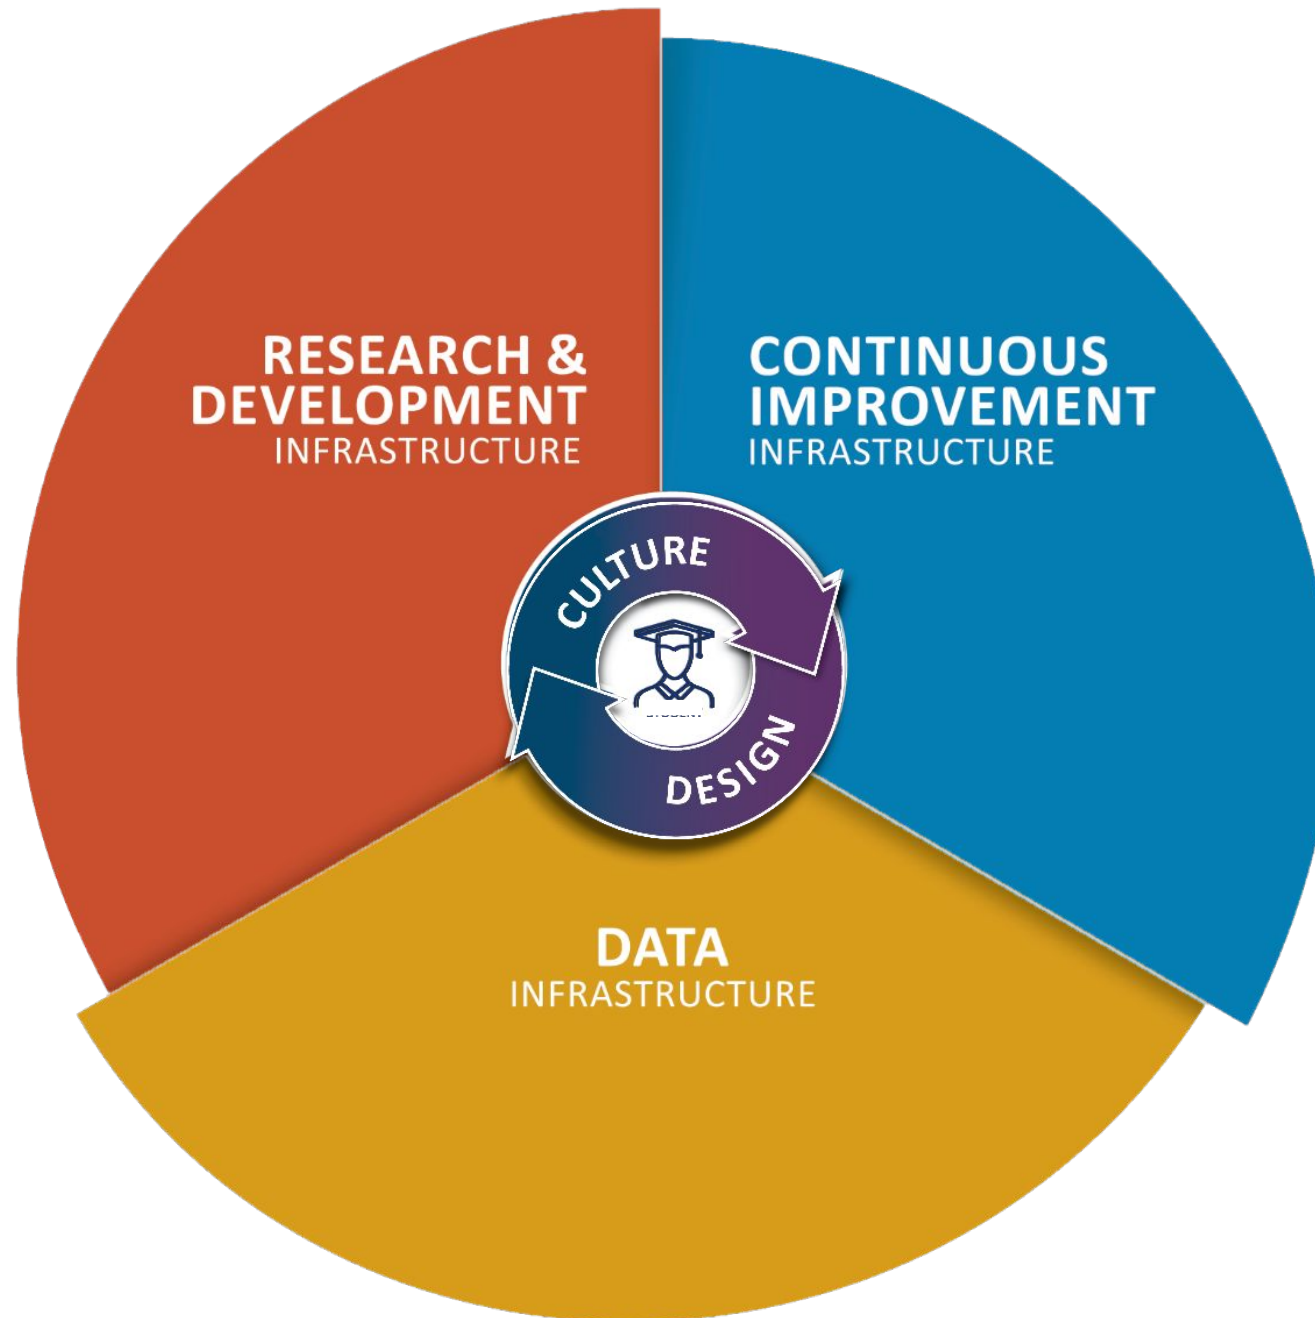 RESEARCH &
DEVELOPMENT
INFRASTRUCTURE
CONTINUOUS
IMPROVEMENT
INFRASTRUCTURE
CULTURE
DESIGN
DATA
INFRASTRUCTURE